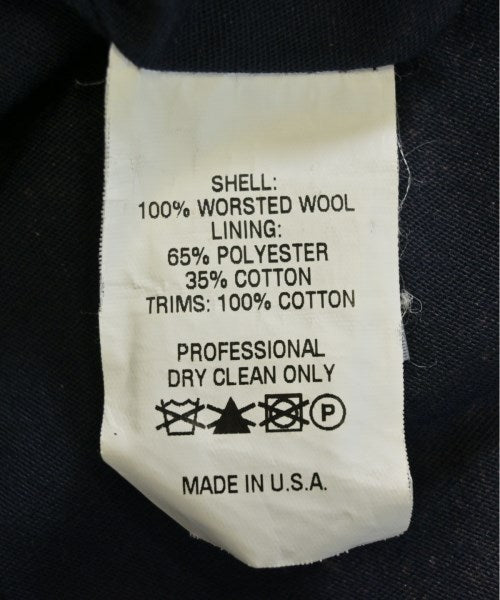 SHELL:
100% WORSTED WOOL
LINING:
65% POLYESTER
35% COTTON
TRIMS: 100% COTTON
PROFESSIONAL
DRY CLEAN ONLY
P
MADE IN U.S.A.